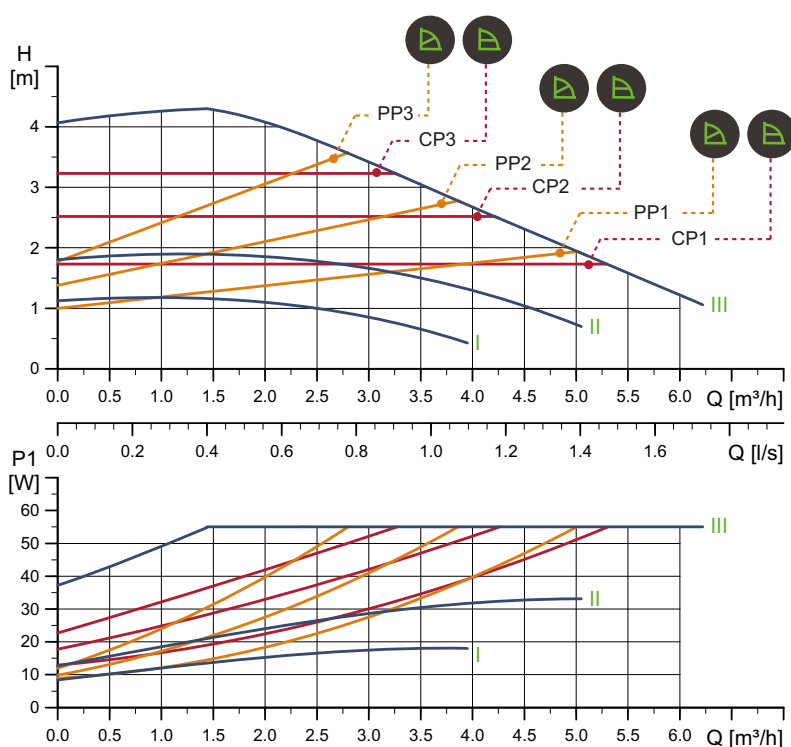 H
[m]
PP3
CP3
PP2
CP2
PP1
CP1
4
3
2
1
0
I
II
III
0.0 0.5 1.0 1.5 2.0 2.5 3.0 3.5 4.0 4.5 5.0 5.5 6.0 Q [m³/h]
0.0 0.2 0.4 0.6 0.8 1.0 1.2 1.4 1.6 Q [l/s]
P1
[W]
60
50
40
30
20
10
0
III
II
I
0.0 0.5 1.0 1.5 2.0 2.5 3.0 3.5 4.0 4.5 5.0 5.5 6.0 Q [m³/h]